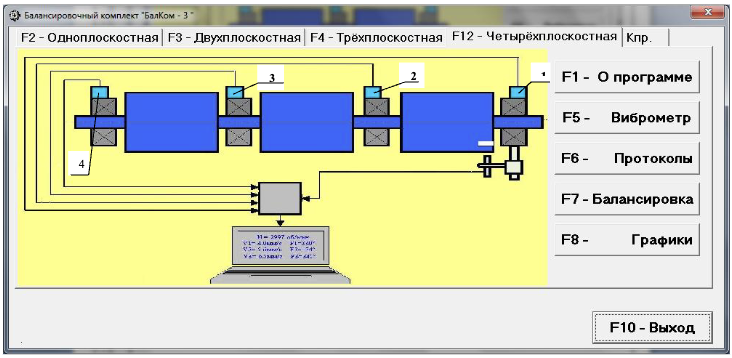 Балансировочный комплект "БалКом - 3 "
F2 - Одноплоскостная F3 - Двухплоскостная F4 - Трёхплоскостная F12 - Четырёхплоскостная Кпр.
3 2 1
4
F1 - О программе
F5 - Виброметр
F6 - Протоколы
F7 - Балансировка
F8 - Графики
F10 - Выход